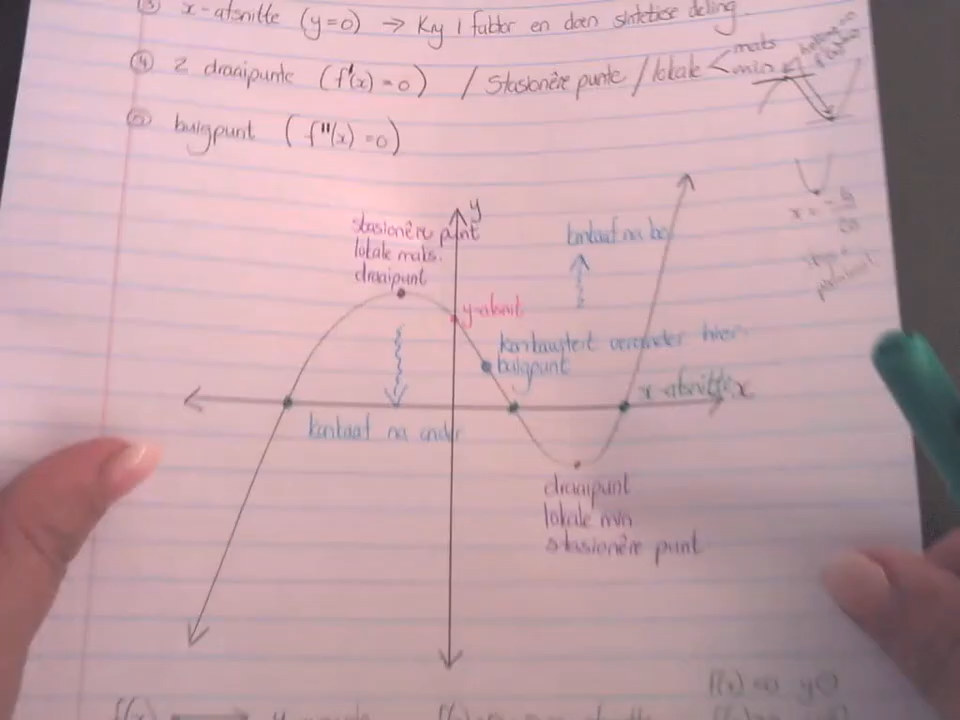 ③ x-afsnitte (y=0) → Kry 1 faktor en doen sintetiese deling
④ 2 draaipunte (f'(x) = 0) / Stasionêre punte / lokale < maks min
⑤ buigpunt (f''(x) = 0)
y
stasionêre punt
lokale maks.
draaipunt
konkaaf na bo
y-afsnit
konkawiteit verander hier
buigpunt
x-afsnitte x
konkaaf na onder
draaipunt
lokale min
stasionêre punt
f(x)